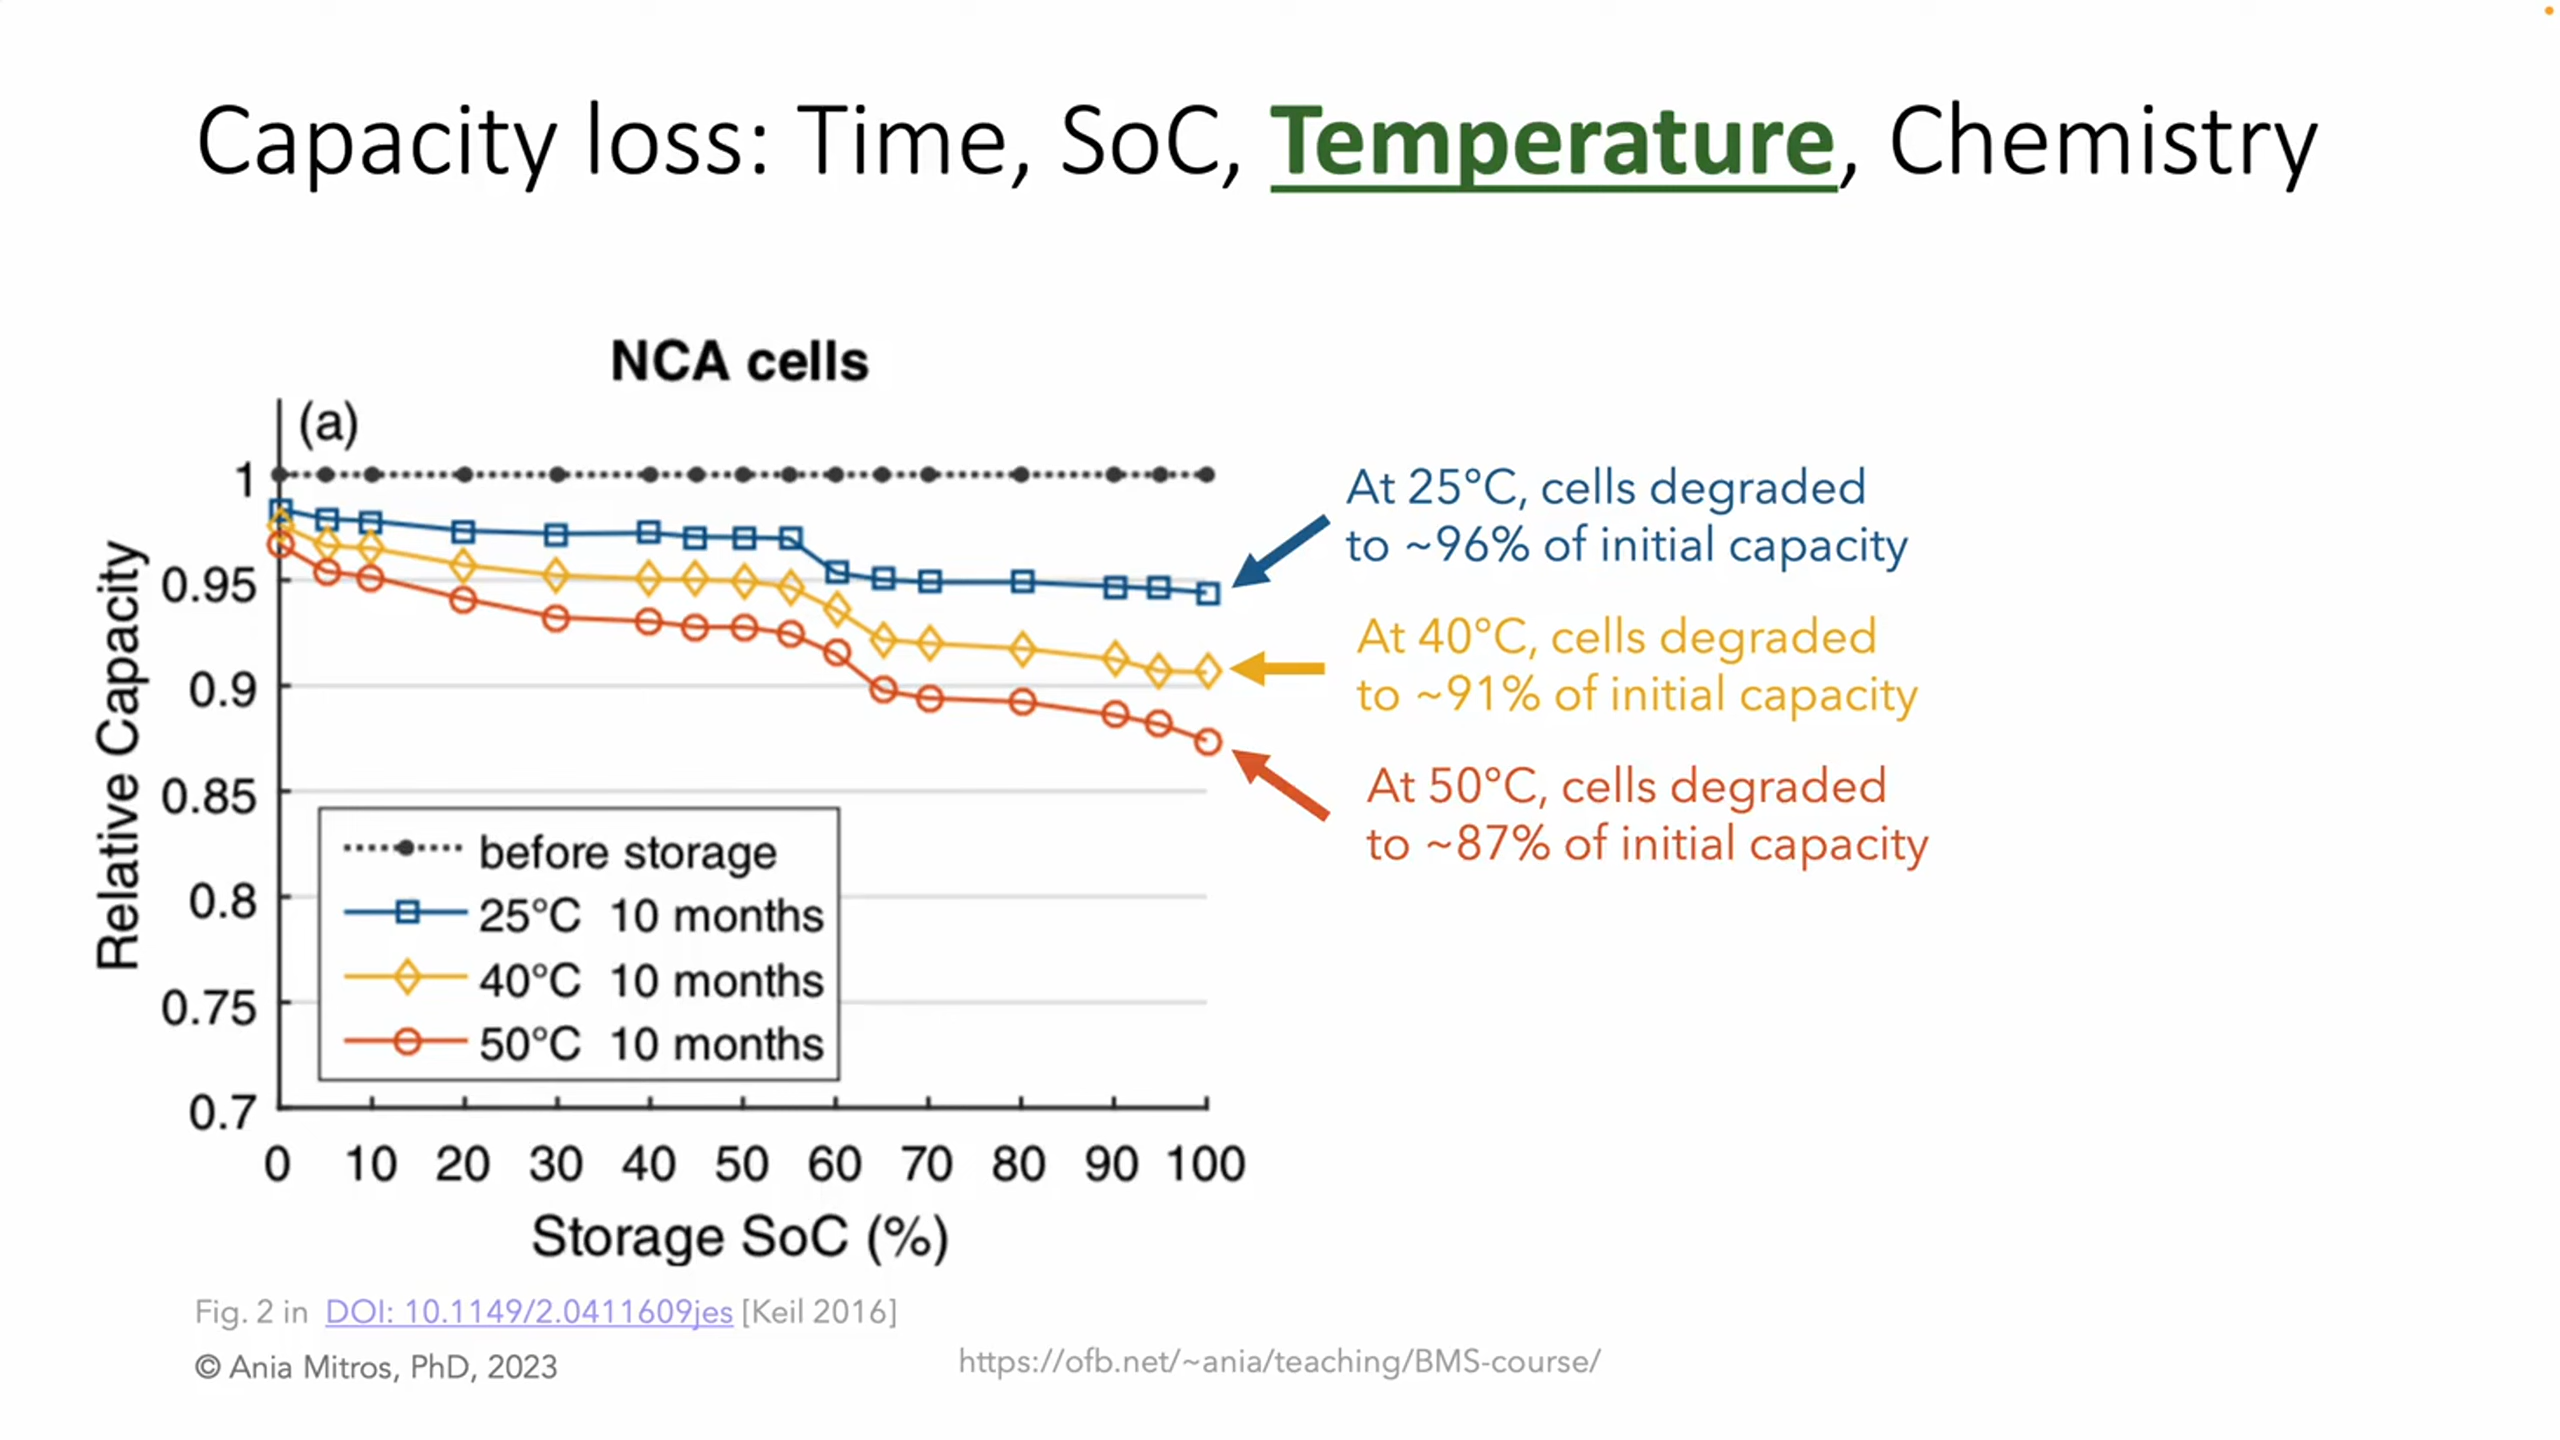 Capacity loss: Time, SoC, Temperature, Chemistry
NCA cells
(a)
1
0.95
0.9
0.85
0.8
0.75
0.7
Relative Capacity
before storage
25°C 10 months
40°C 10 months
50°C 10 months
0 10 20 30 40 50 60 70 80 90 100
Storage SoC (%)
At 25°C, cells degraded
to ~96% of initial capacity
At 40°C, cells degraded
to ~91% of initial capacity
At 50°C, cells degraded
to ~87% of initial capacity
Fig. 2 in DOI: 10.1149/2.0411609jes [Keil 2016]
© Ania Mitros, PhD, 2023
https://ofb.net/~ania/teaching/BMS-course/